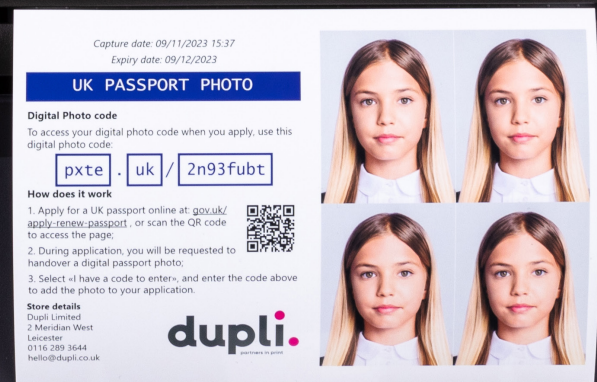 Capture date: 09/11/2023 15:37
Expiry date: 09/12/2023
UK PASSPORT PHOTO
Digital Photo code
To access your digital photo code when you apply, use this
digital photo code:
pxte . uk / 2n93fubt
How does it work
1. Apply for a UK passport online at: gov.uk/
apply-renew-passport , or scan the QR code
to access the page;
2. During application, you will be requested to
handover a digital passport photo;
3. Select «I have a code to enter», and enter the code above
to add the photo to your application.
Store details
Dupli Limited
2 Meridian West
Leicester
0116 289 3644
hello@dupli.co.uk
dupli.
partners in print